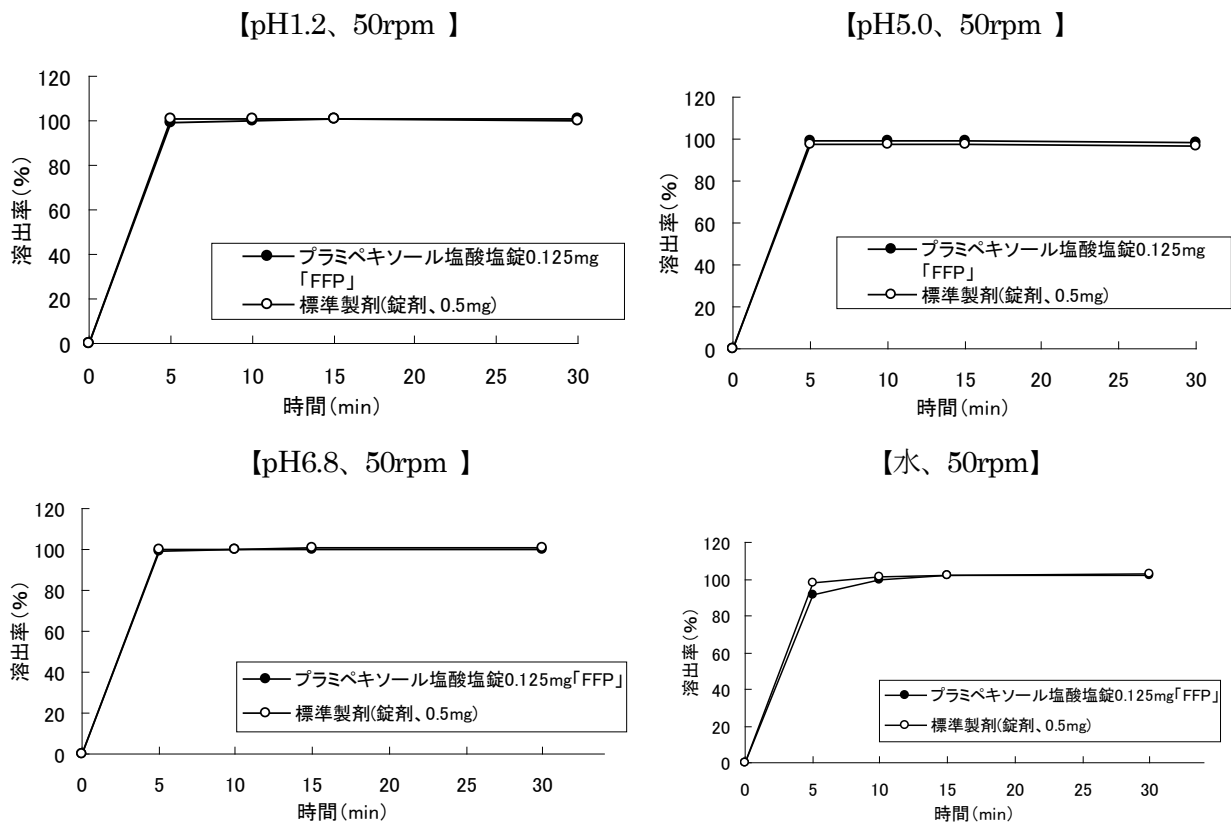 【pH1.2、50rpm 】
120
100
80
60
40
20
0
溶出率(%)
プラミペキソール塩酸塩錠0.125mg
「FFP」
標準製剤(錠剤、0.5mg)
0 5 10 15 20 25 30
時間(min)
【pH5.0、50rpm 】
120
100
80
60
40
20
0
溶出率(%)
プラミペキソール塩酸塩錠0.125mg
「FFP」
標準製剤(錠剤、0.5mg)
0 5 10 15 20 25 30
時間(min)
【pH6.8、50rpm 】
120
100
80
60
40
20
0
溶出率(%)
プラミペキソール塩酸塩錠0.125mg「FFP」
標準製剤(錠剤、0.5mg)
0 5 10 15 20 25 30
時間(min)
【水、50rpm】
120
100
80
60
40
20
0
溶出率(%)
プラミペキソール塩酸塩錠0.125mg「FFP」
標準製剤(錠剤、0.5mg)
0 5 10 15 20 25 30
時間(min)